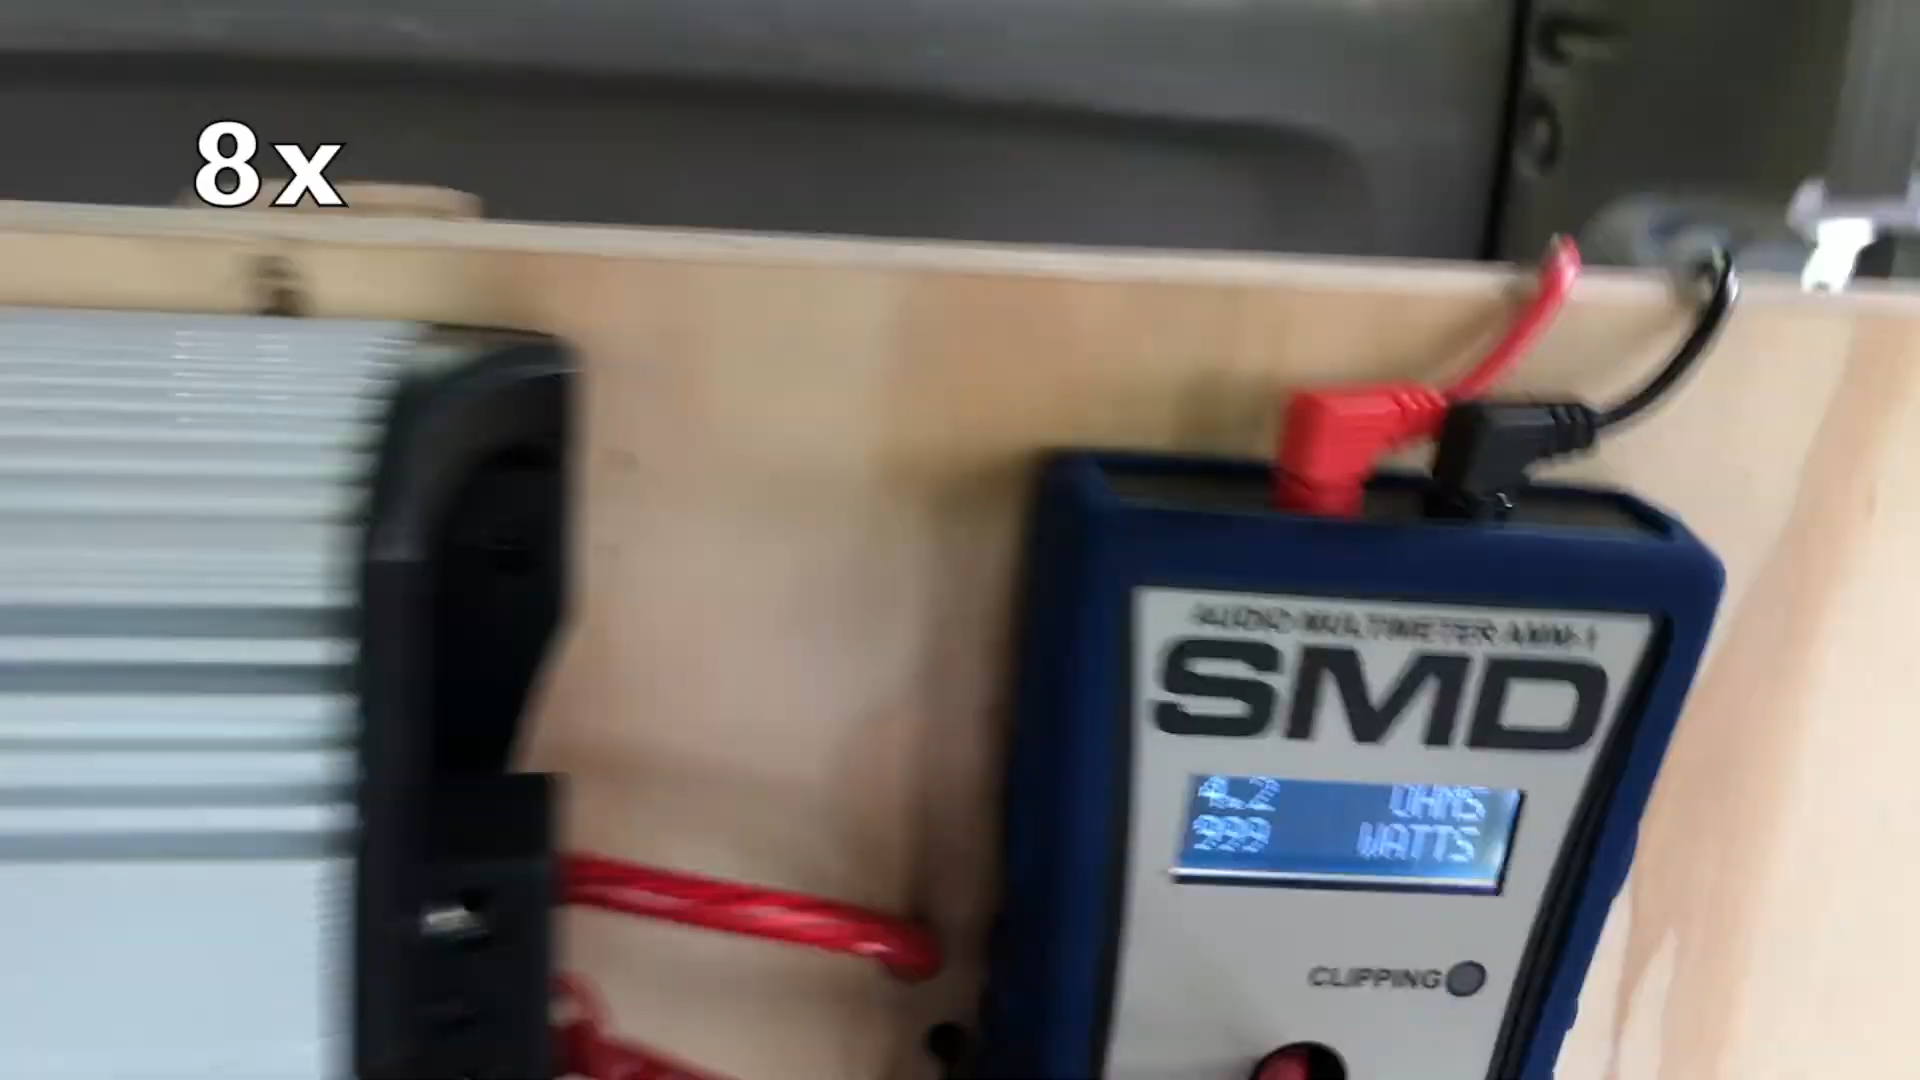 8x
AUDIO MULTIMETER AMM-1
SMD
OHMS
WATTS
CLIPPING